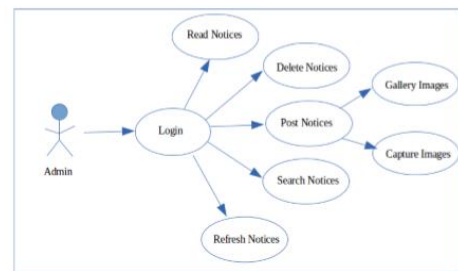 Read Notices
Delete Notices
Gallery Images
Post Notices
Login
Capture Images
Admin
Search Notices
Refresh Notices